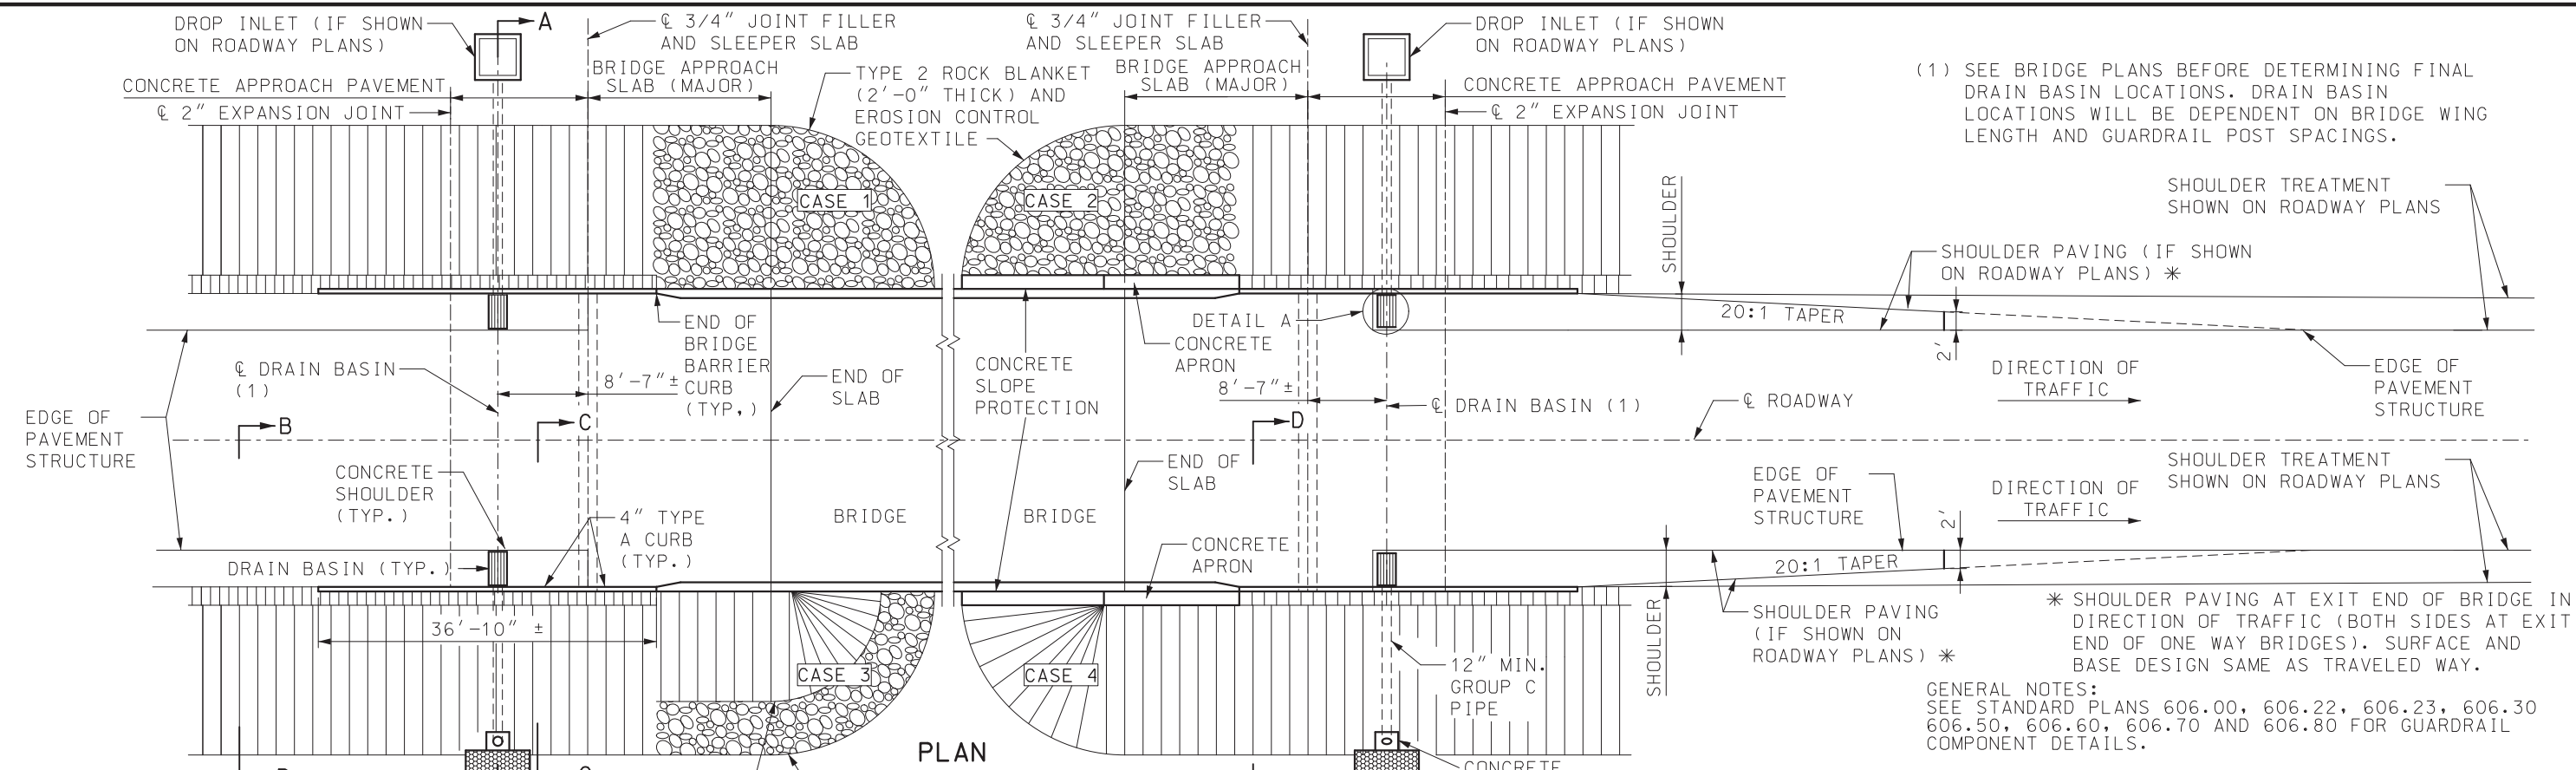 DROP INLET (IF SHOWN
ON ROADWAY PLANS)
A
℄ 3/4" JOINT FILLER
AND SLEEPER SLAB
℄ 3/4" JOINT FILLER
AND SLEEPER SLAB
DROP INLET (IF SHOWN
ON ROADWAY PLANS)
CONCRETE APPROACH PAVEMENT
BRIDGE APPROACH
SLAB (MAJOR)
TYPE 2 ROCK BLANKET
(2'-0" THICK) AND
EROSION CONTROL
GEOTEXTILE
BRIDGE APPROACH
SLAB (MAJOR)
CONCRETE APPROACH PAVEMENT
℄ 2" EXPANSION JOINT
℄ 2" EXPANSION JOINT
(1) SEE BRIDGE PLANS BEFORE DETERMINING FINAL
DRAIN BASIN LOCATIONS. DRAIN BASIN
LOCATIONS WILL BE DEPENDENT ON BRIDGE WING
LENGTH AND GUARDRAIL POST SPACINGS.
CASE 1
CASE 2
SHOULDER
SHOULDER TREATMENT
SHOWN ON ROADWAY PLANS
SHOULDER PAVING (IF SHOWN
ON ROADWAY PLANS) ✳
20:1 TAPER
2'
END OF
BRIDGE
BARRIER
CURB
(TYP,)
DETAIL A
CONCRETE
APRON
℄ DRAIN BASIN
(1)
8'-7"±
END OF
SLAB
CONCRETE
SLOPE
PROTECTION
8'-7"±
℄ DRAIN BASIN (1)
℄ ROADWAY
DIRECTION OF
TRAFFIC
EDGE OF
PAVEMENT
STRUCTURE
EDGE OF
PAVEMENT
STRUCTURE
B
C
D
CONCRETE
SHOULDER
(TYP.)
4" TYPE
A CURB
(TYP.)
BRIDGE
BRIDGE
END OF
SLAB
CONCRETE
APRON
EDGE OF
PAVEMENT
STRUCTURE
DIRECTION OF
TRAFFIC
SHOULDER TREATMENT
SHOWN ON ROADWAY PLANS
2'
DRAIN BASIN (TYP.)
20:1 TAPER
36'-10" ±
CASE 3
CASE 4
12" MIN.
GROUP C
PIPE
SHOULDER
SHOULDER PAVING
(IF SHOWN ON
ROADWAY PLANS) ✳
✳ SHOULDER PAVING AT EXIT END OF BRIDGE IN
DIRECTION OF TRAFFIC (BOTH SIDES AT EXIT
END OF ONE WAY BRIDGES). SURFACE AND
BASE DESIGN SAME AS TRAVELED WAY.
GENERAL NOTES:
SEE STANDARD PLANS 606.00, 606.22, 606.23, 606.30
606.50, 606.60, 606.70 AND 606.80 FOR GUARDRAIL
COMPONENT DETAILS.
PLAN
CONCRETE